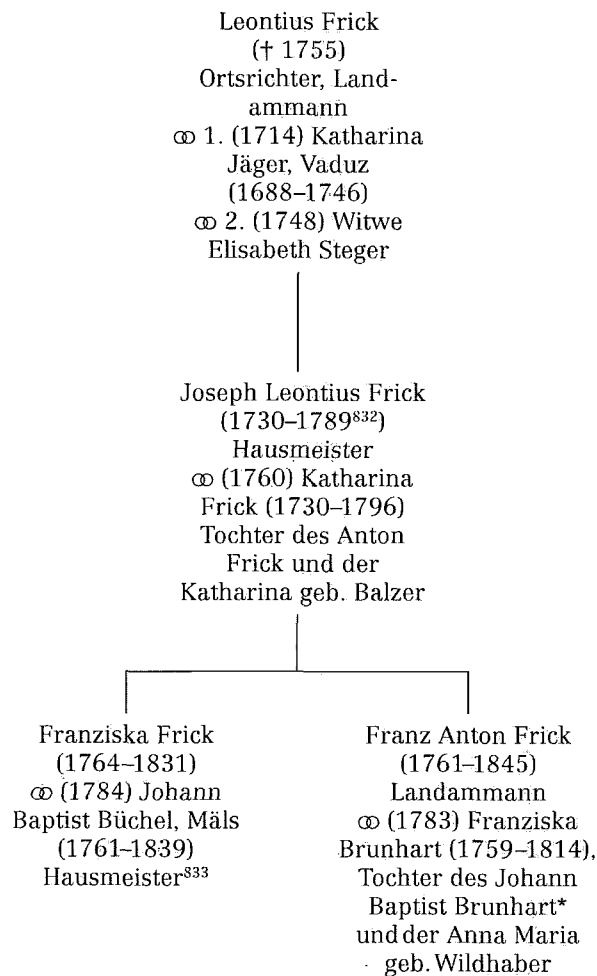 Leontius Frick
(† 1755)
Ortsrichter, Land-
ammann
⚭ 1. (1714) Katharina
Jäger, Vaduz
(1688–1746)
⚭ 2. (1748) Witwe
Elisabeth Steger
Joseph Leontius Frick
(1730–1789⁸³²)
Hausmeister
⚭ (1760) Katharina
Frick (1730–1796)
Tochter des Anton
Frick und der
Katharina geb. Balzer
Franziska Frick
(1764–1831)
⚭ (1784) Johann
Baptist Büchel, Mäls
(1761–1839)
Hausmeister⁸³³
Franz Anton Frick
(1761–1845)
Landammann
⚭ (1783) Franziska
Brunhart (1759–1814),
Tochter des Johann
Baptist Brunhart*
und der Anna Maria
geb. Wildhaber